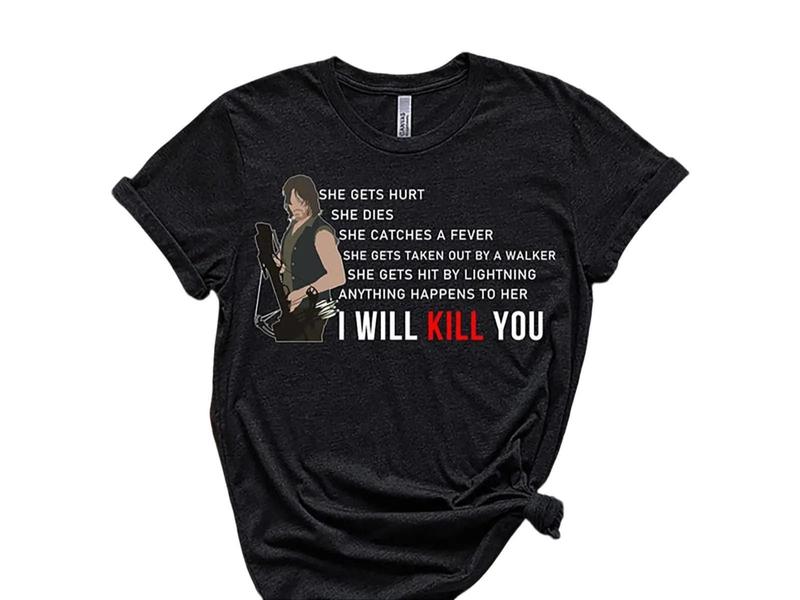 CANVAS
SHE GETS HURT
SHE DIES
SHE CATCHES A FEVER
SHE GETS TAKEN OUT BY A WALKER
SHE GETS HIT BY LIGHTNING
ANYTHING HAPPENS TO HER
I WILL KILL YOU